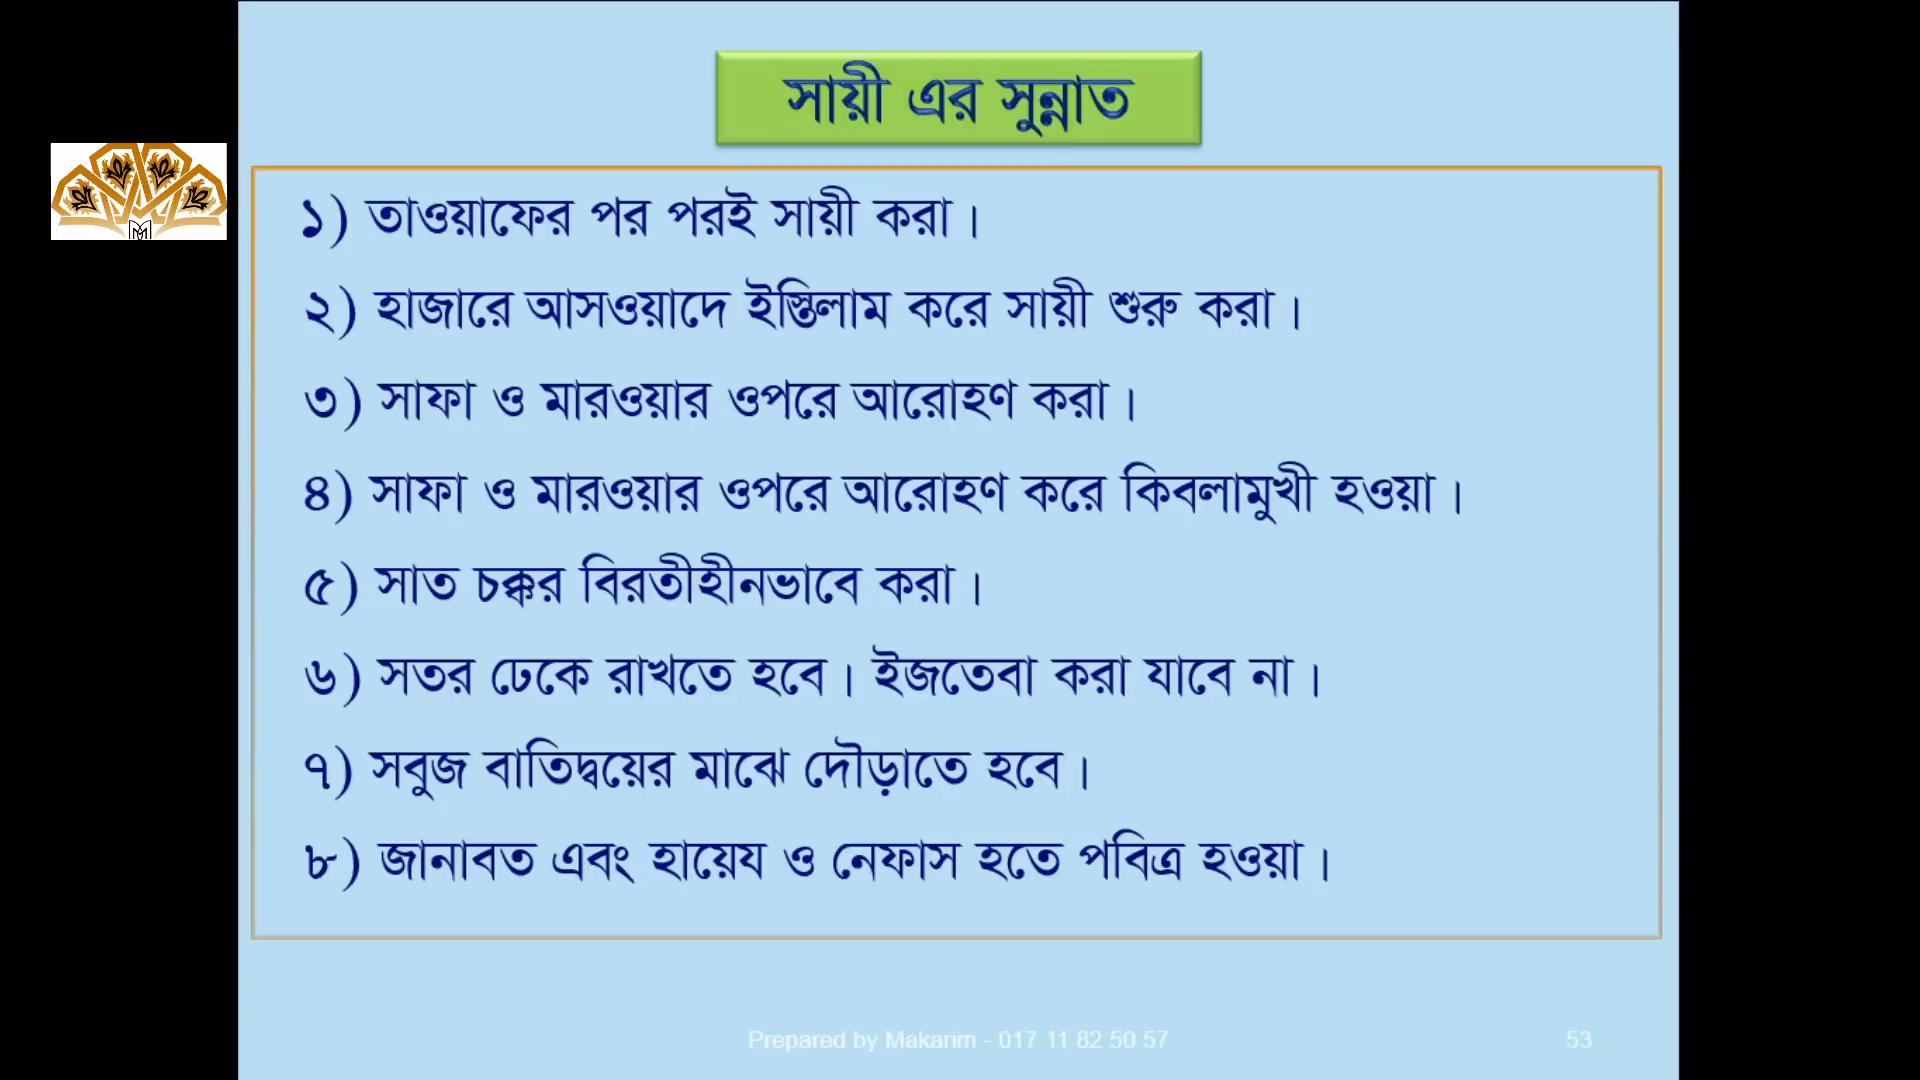 সায়ী এর সুন্নাত
১) তাওয়াফের পর পরই সায়ী করা।
২) হাজারে আসওয়াদে ইস্তিলাম করে সায়ী শুরু করা।
৩) সাফা ও মারওয়ার ওপরে আরোহণ করা।
৪) সাফা ও মারওয়ার ওপরে আরোহণ করে কিবলামুখী হওয়া।
৫) সাত চক্কর বিরতীহীনভাবে করা।
৬) সতর ঢেকে রাখতে হবে। ইজতেবা করা যাবে না।
৭) সবুজ বাতিদ্বয়ের মাঝে দৌড়াতে হবে।
৮) জানাবত এবং হায়েয ও নেফাস হতে পবিত্র হওয়া।
Prepared by Makarim - 017 11 82 50 57
53